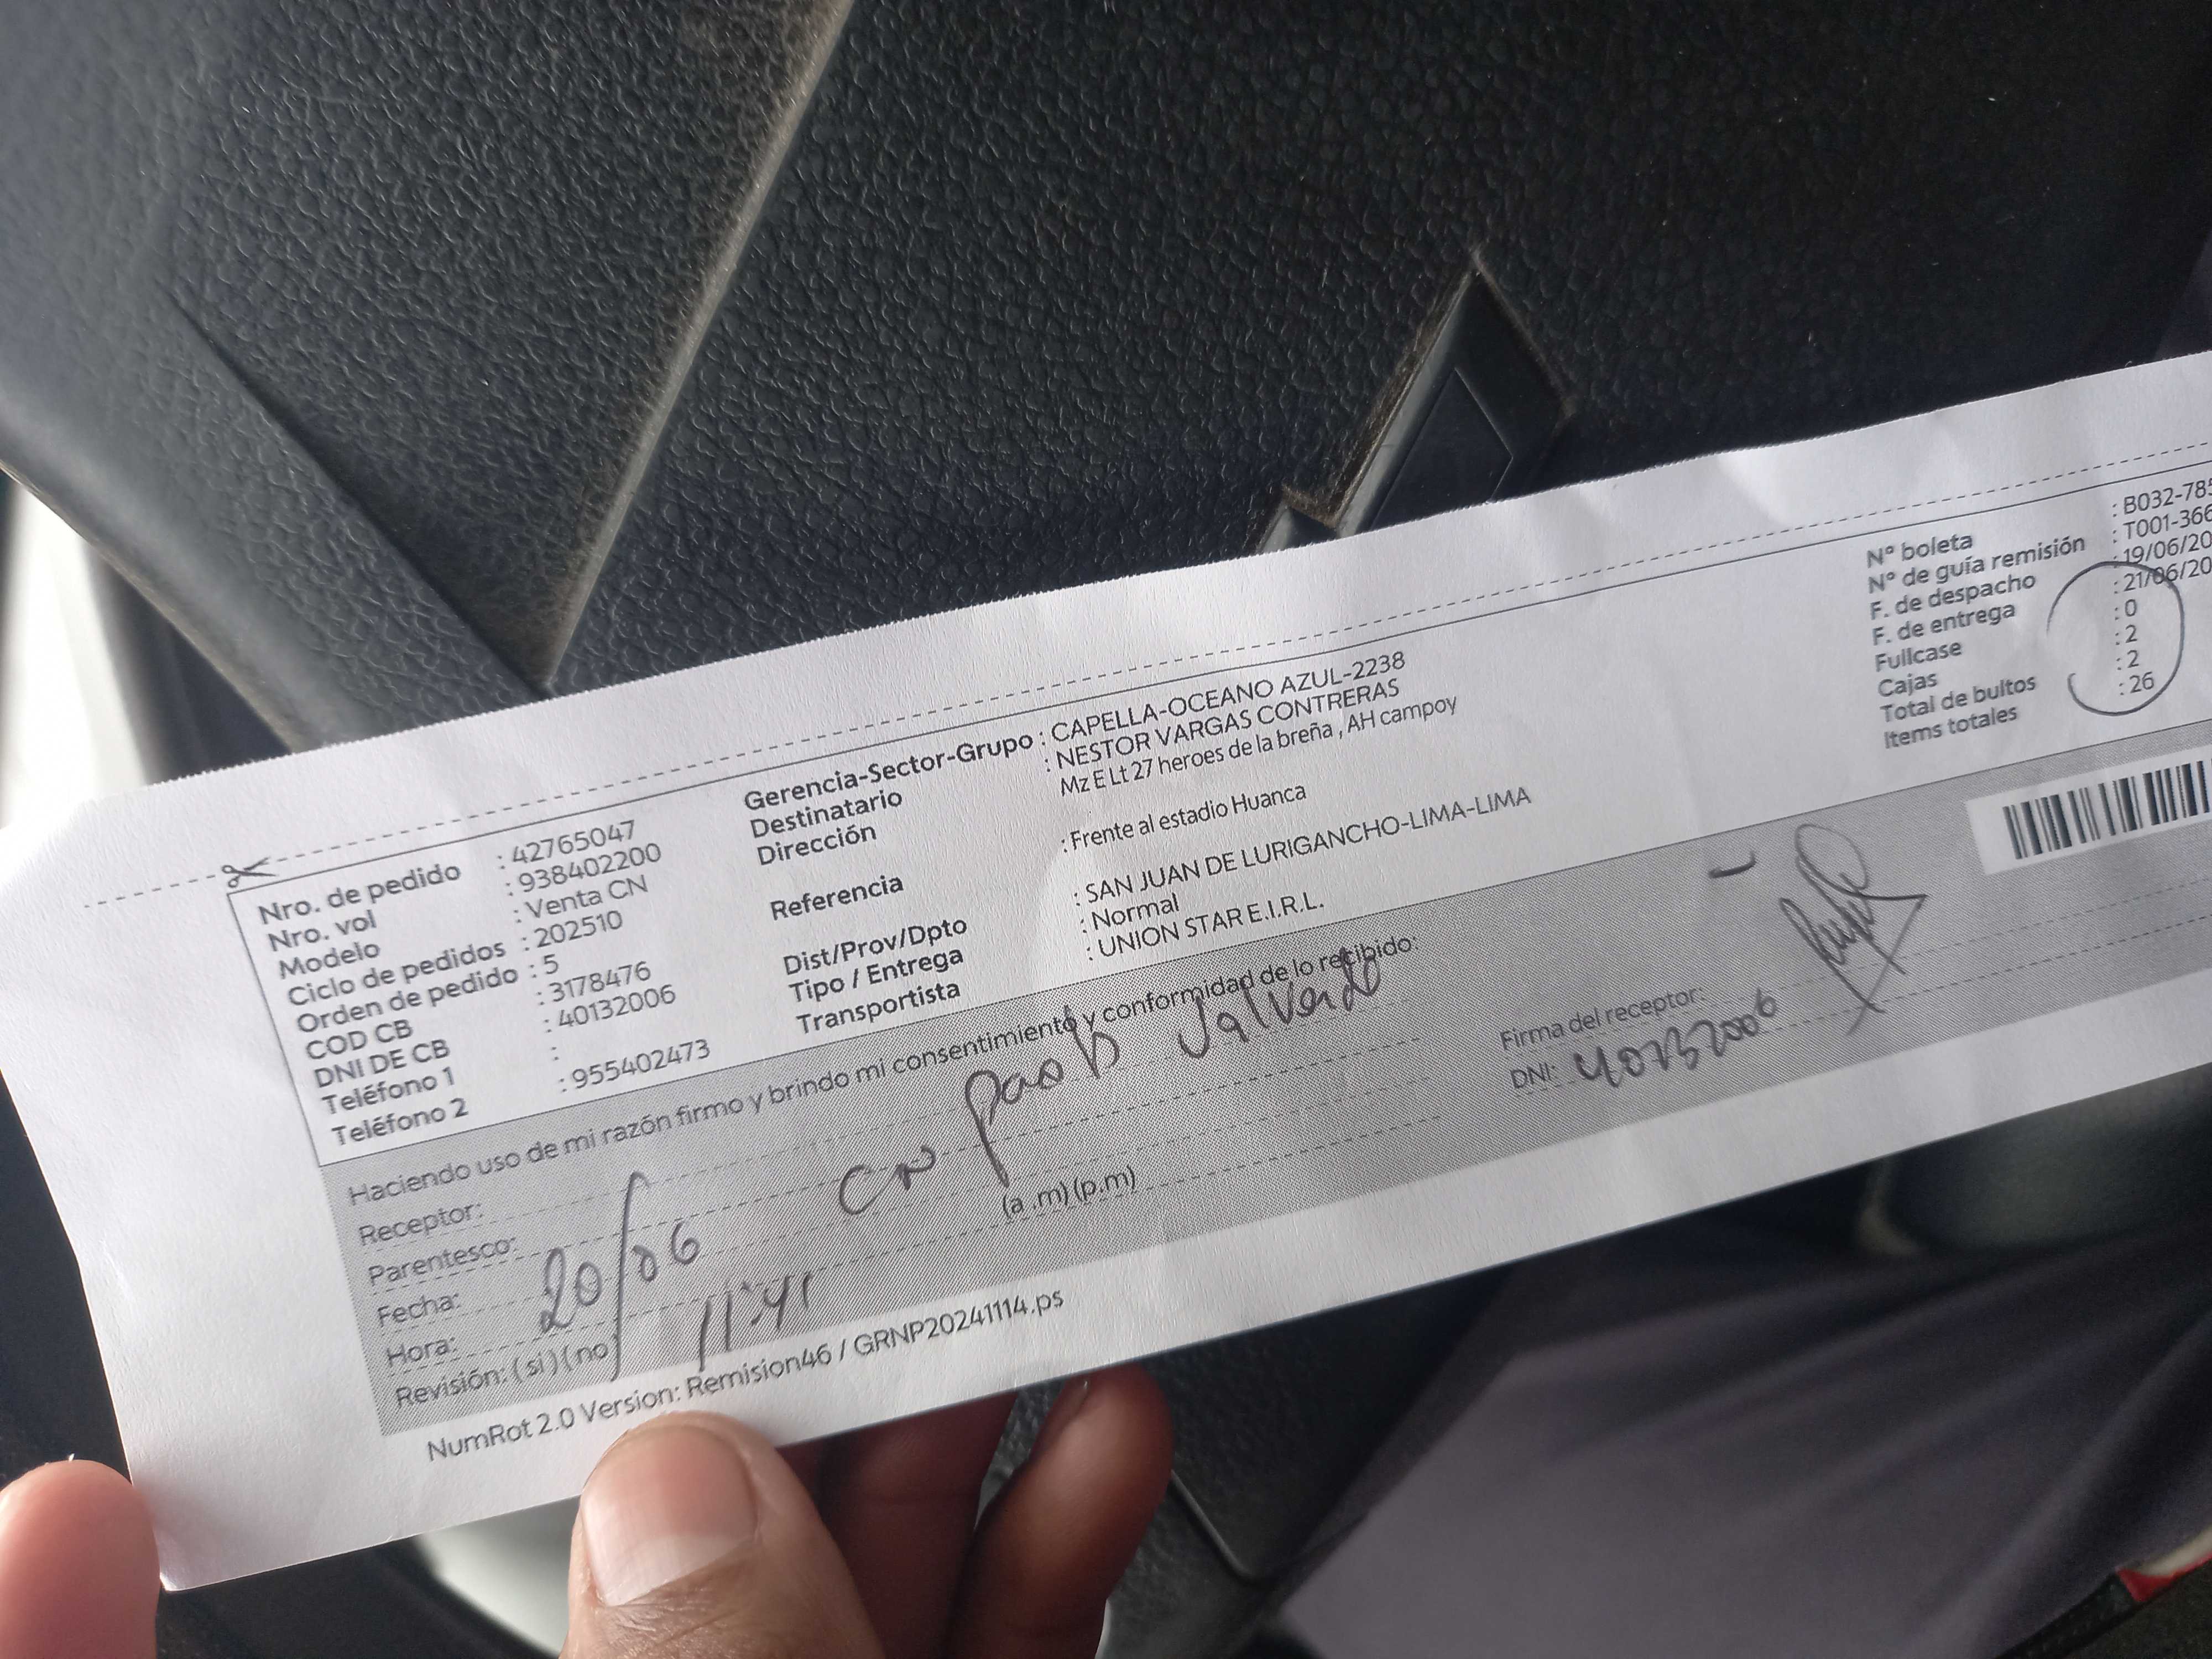 Nro. de pedido : 42765047
Nro. vol : 938402200
Modelo : Venta CN
Ciclo de pedidos : 202510
Orden de pedido : 5
COD CB : 3178476
DNI DE CB : 40132006
Teléfono 1 :
Teléfono 2 : 955402473
Gerencia-Sector-Grupo : CAPELLA-OCEANO AZUL-2238
Destinatario : NESTOR VARGAS CONTRERAS
Dirección Mz E Lt 27 heroes de la breña , AH campoy
Referencia : Frente al estadio Huanca
Dist/Prov/Dpto : SAN JUAN DE LURIGANCHO-LIMA-LIMA
Tipo / Entrega : Normal
Transportista : UNION STAR E.I.R.L.
N° boleta : B032-785
N° de guía remisión : T001-366
F. de despacho : 19/06/20
F. de entrega : 21/06/20
Fullcase : 0
Cajas : 2
Total de bultos : 2
Items totales : 26
Haciendo uso de mi razón firmo y brindo mi consentimiento y conformidad de lo recibido:
Receptor: Valverde
Parentesco:
Fecha: 20/06
Hora: 11:41 (a .m) (p.m)
Revisión: ( si ) ( no )
Firma del receptor:
DNI: 40132006
NumRot 2.0 Version: Remision46 / GRNP20241114.ps